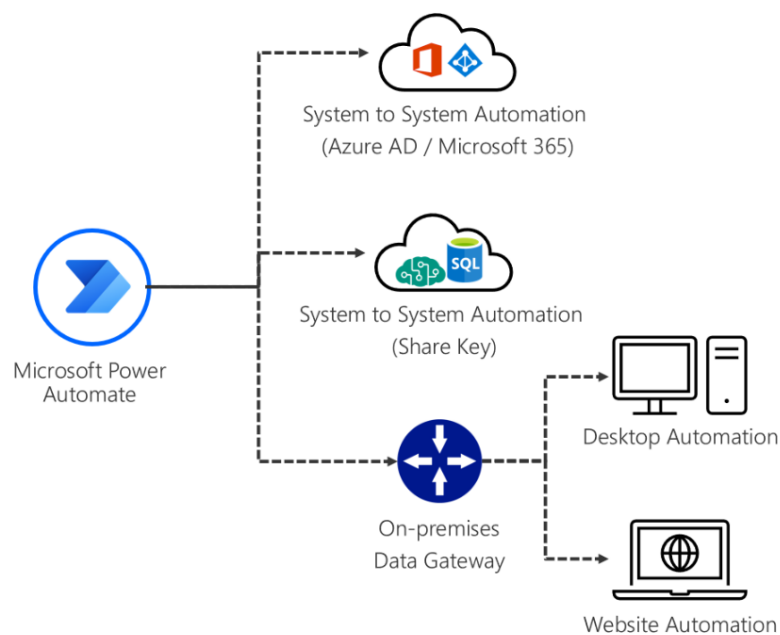 System to System Automation
(Azure AD / Microsoft 365)
SQL
System to System Automation
(Share Key)
Microsoft Power
Automate
Desktop Automation
On-premises
Data Gateway
Website Automation